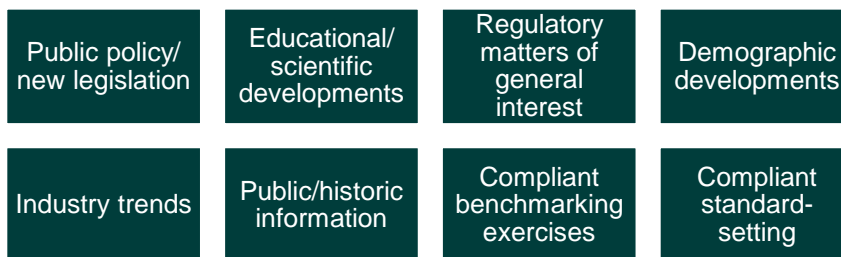 Public policy/
new legislation
Educational/
scientific
developments
Regulatory
matters of
general
interest
Demographic
developments
Industry trends
Public/historic
information
Compliant
benchmarking
exercises
Compliant
standard-
setting